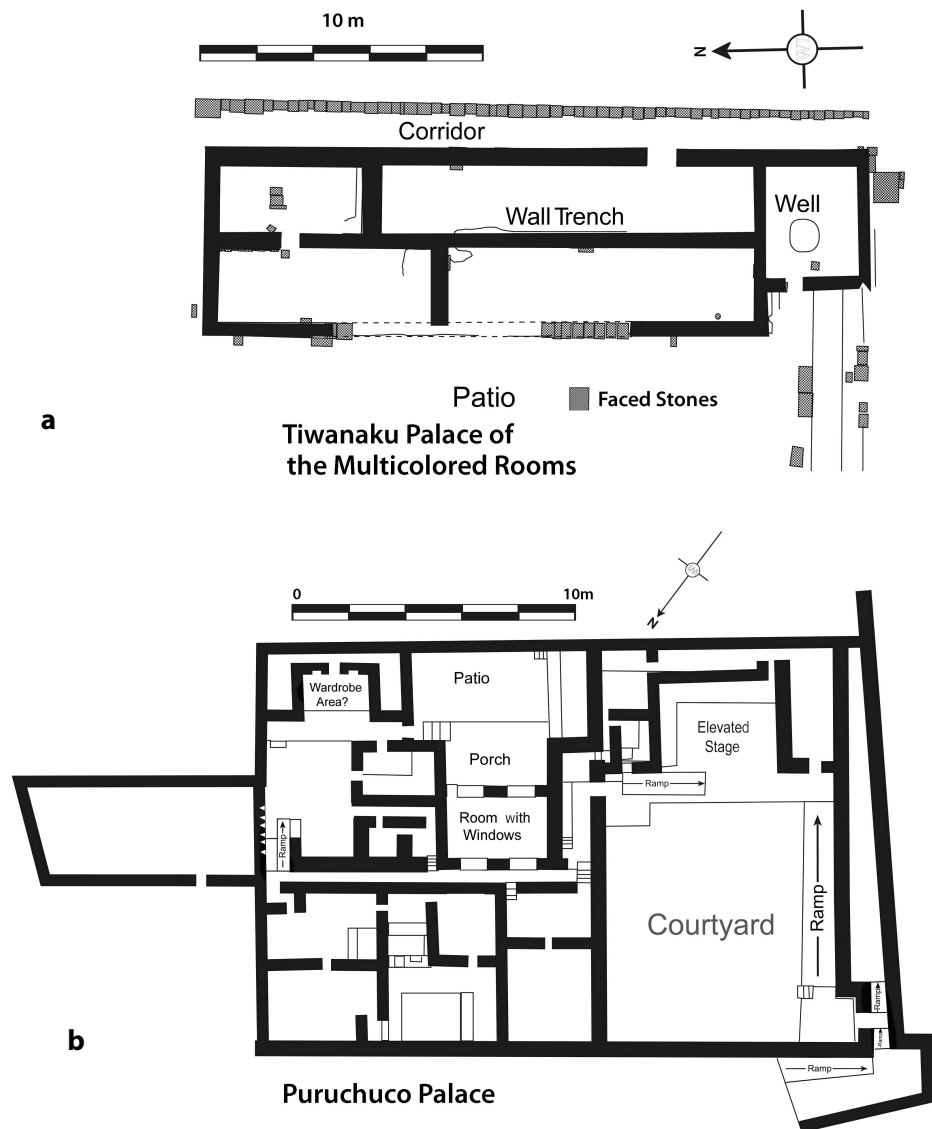 10 m
N
Corridor
Wall Trench
Well
Patio
Faced Stones
a
Tiwanaku Palace of
the Multicolored Rooms
0
10m
N
Wardrobe
Area?
Patio
Porch
Elevated
Stage
Ramp
Room with
Windows
Ramp
Ramp
Courtyard
Ramp
Ramp
Ramp
b
Puruchuco Palace